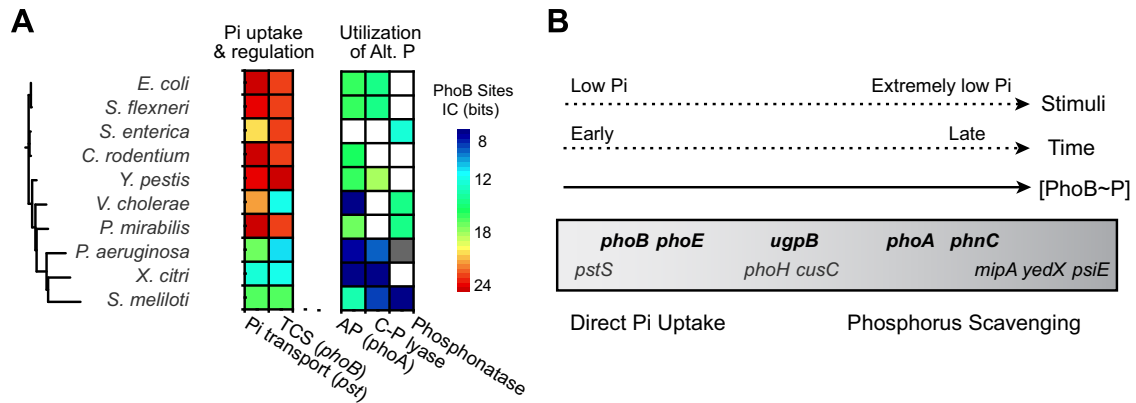 A
Pi uptake
& regulation
Utilization
of Alt. P
E. coli
S. flexneri
S. enterica
C. rodentium
Y. pestis
V. cholerae
P. mirabilis
P. aeruginosa
X. citri
S. meliloti
PhoB Sites
IC (bits)
8
12
18
24
Pi transport (pst)
TCS (phoB)
. . .
AP (phoA)
C-P lyase
Phosphonatase
B
Low Pi Extremely low Pi Stimuli
Early Late Time
[PhoB~P]
phoB phoE ugpB phoA phnC
pstS phoH cusC mipA yedX psiE
Direct Pi Uptake Phosphorus Scavenging